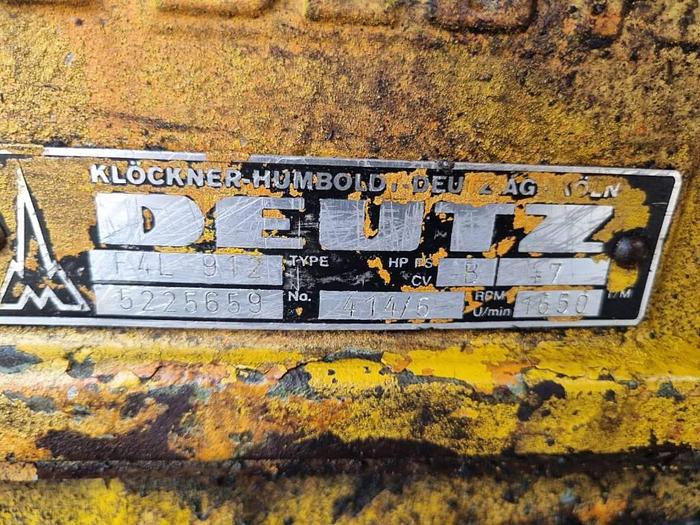 KLÖCKNER-HUMBOLDT-DEUTZ AG KÖLN
DEUTZ
F4L 912 TYPE HP PS CV B 47
5225659 No. 414/6 RPM U/min 1650 T/M